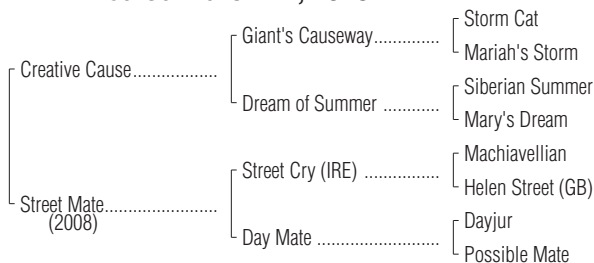 Storm Cat
Giant's Causeway..............
Mariah's Storm
Creative Cause..................
Siberian Summer
Dream of Summer ............
Mary's Dream
Machiavellian
Street Cry (IRE) ................
Helen Street (GB)
Street Mate........................
(2008)
Dayjur
Day Mate ..........................
Possible Mate